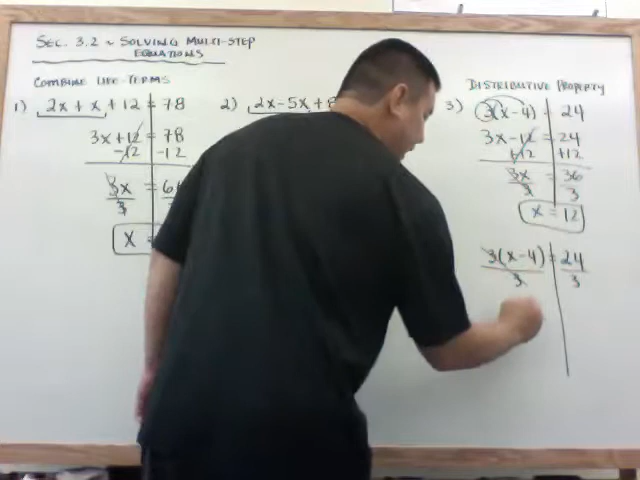 SEC. 3.2 ~ SOLVING MULTI-STEP
EQUATIONS
COMBINE LIKE TERMS
1) 2x + x + 12 = 78
3x + 12 = 78
-12 -12
3x = 6
3
x =
2) 2x - 5x + 8
DISTRIBUTIVE PROPERTY
3) 3(x - 4) = 24
3x - 12 = 24
+12 +12
3x = 36
3 3
x = 12
3(x - 4) = 24
3 3